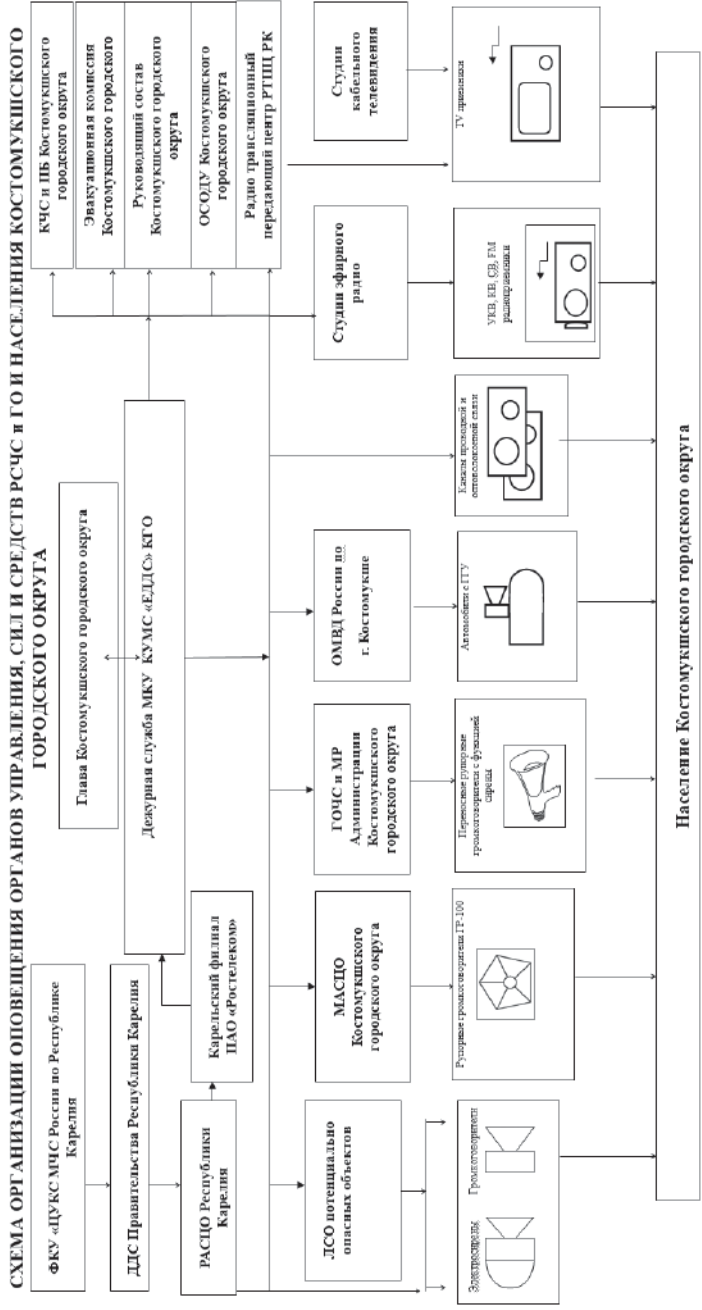 СХЕМА ОРГАНИЗАЦИИ ОПОВЕЩЕНИЯ ОРГАНОВ УПРАВЛЕНИЯ, СИЛ И СРЕДСТВ РСЧС и ГО И НАСЕЛЕНИЯ КОСТОМУКШСКОГО
ГОРОДСКОГО ОКРУГА
ФКУ «ЦУКС МЧС России по Республике
Карелия
Глава Костомукшского городского округа
КЧС и ПБ Костомукшского
городского округа
ДДС Правительства Республики Карелия
Дежурная служба МКУ КУМС «ЕДДС» КГО
Эвакуационная комиссия
Костомукшского городского
Руководящий состав
Костомукшского городского
округа
РАСЦО Республики
Карелия
Карельский филиал
ПАО «Ростелеком»
ОСОДУ Костомукшского
городского округа
Радио трансляционный
передающий центр РТПЦ РК
ЛСО потенциально
опасных объектов
МАСЦО
Костомукшского
городского округа
ГОЧС и МР
Администрации
Костомукшского
городского округа
ОМВД России по
г. Костомукше
Студии эфирного
радио
Студии
кабельного
телевидения
Электросирены
Громкоговорители
Рупорные громкоговорители ГР-100
Переносные рупорные
громкоговорители с функцией
сирены
Автомобили с ГГУ
Каналы проводной и
оптоволоконной связи
УКВ, КВ, СВ, FM
радиоприемники
TV приемники
Население Костомукшского городского округа